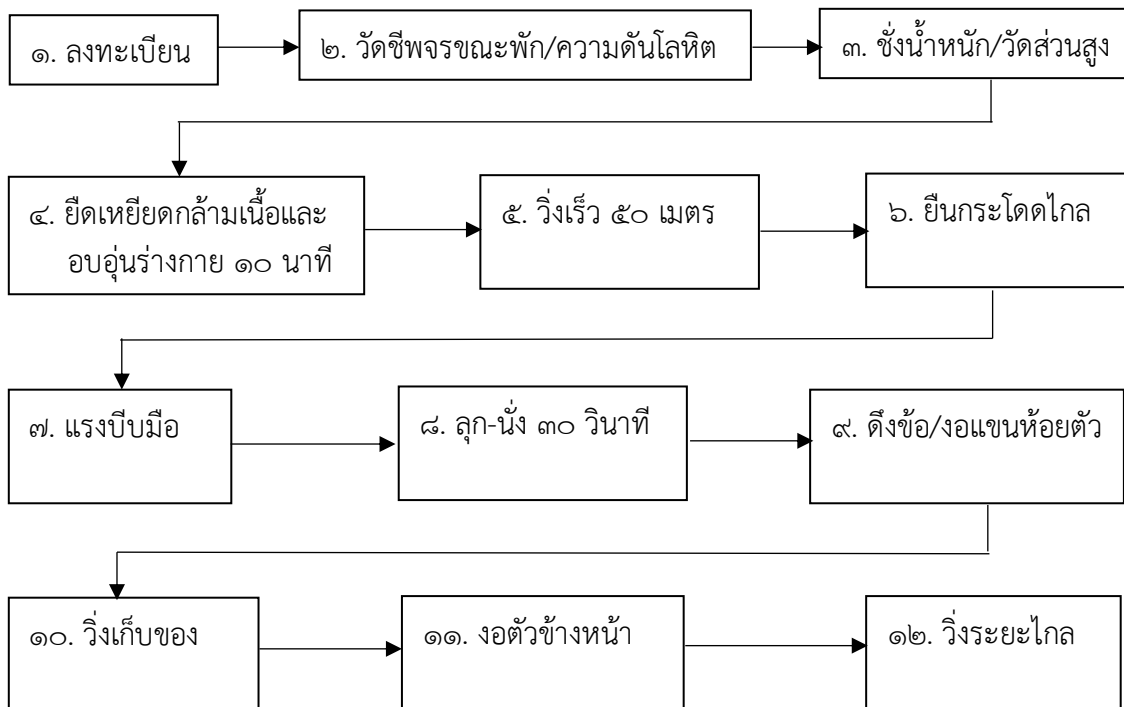 ๑. ลงทะเบียน
๒. วัดชีพจรขณะพัก/ความดันโลหิต
๓. ชั่งน้ำหนัก/วัดส่วนสูง
๔. ยืดเหยียดกล้ามเนื้อและ
อบอุ่นร่างกาย ๑๐ นาที
๕. วิ่งเร็ว ๕๐ เมตร
๖. ยืนกระโดดไกล
๗. แรงบีบมือ
๘. ลุก-นั่ง ๓๐ วินาที
๙. ดึงข้อ/งอแขนห้อยตัว
๑๐. วิ่งเก็บของ
๑๑. งอตัวข้างหน้า
๑๒. วิ่งระยะไกล